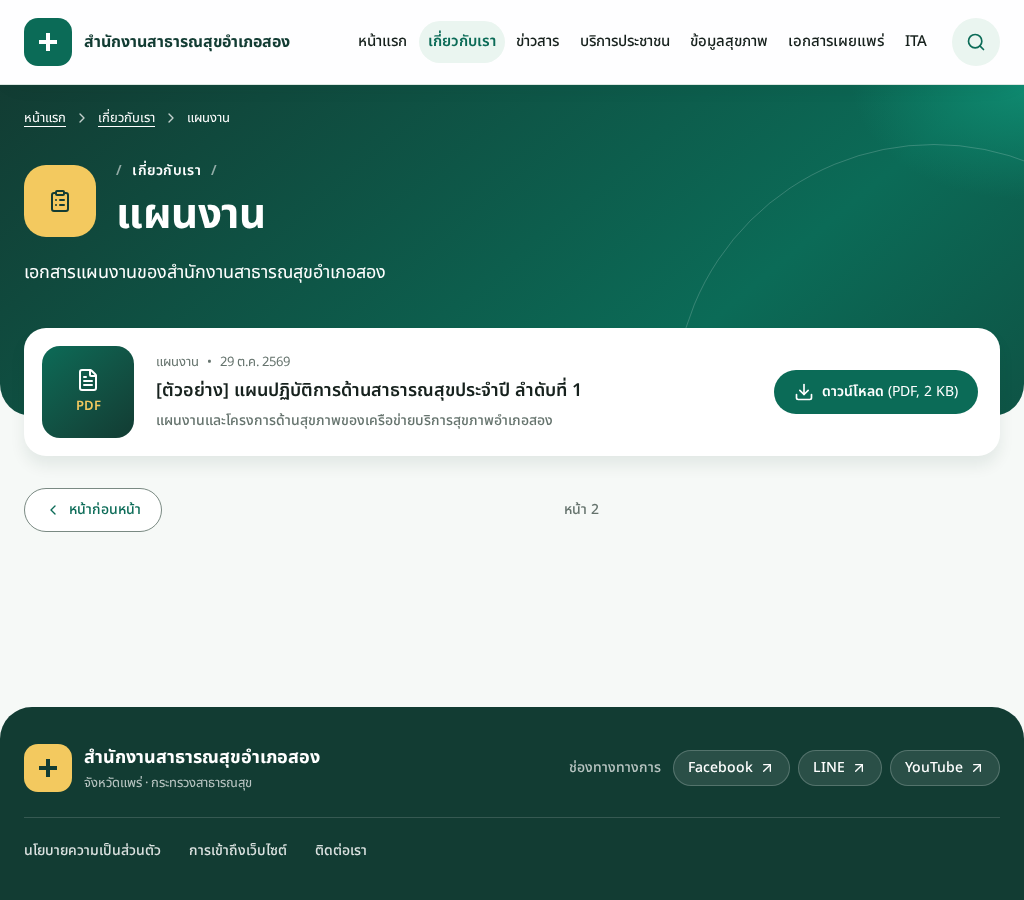 สำนักงานสาธารณสุขอำเภอสอง
หน้าแรก เกี่ยวกับเรา ข่าวสาร บริการประชาชน ข้อมูลสุขภาพ เอกสารเผยแพร่ ITA
หน้าแรก > เกี่ยวกับเรา > แผนงาน
/ เกี่ยวกับเรา /
แผนงาน
เอกสารแผนงานของสำนักงานสาธารณสุขอำเภอสอง
PDF
แผนงาน • 29 ต.ค. 2569
[ตัวอย่าง] แผนปฏิบัติการด้านสาธารณสุขประจำปี ลำดับที่ 1
แผนงานและโครงการด้านสุขภาพของเครือข่ายบริการสุขภาพอำเภอสอง
ดาวน์โหลด (PDF, 2 KB)
หน้าก่อนหน้า
หน้า 2
สำนักงานสาธารณสุขอำเภอสอง
จังหวัดแพร่ · กระทรวงสาธารณสุข
ช่องทางทางการ Facebook LINE YouTube
นโยบายความเป็นส่วนตัว การเข้าถึงเว็บไซต์ ติดต่อเรา